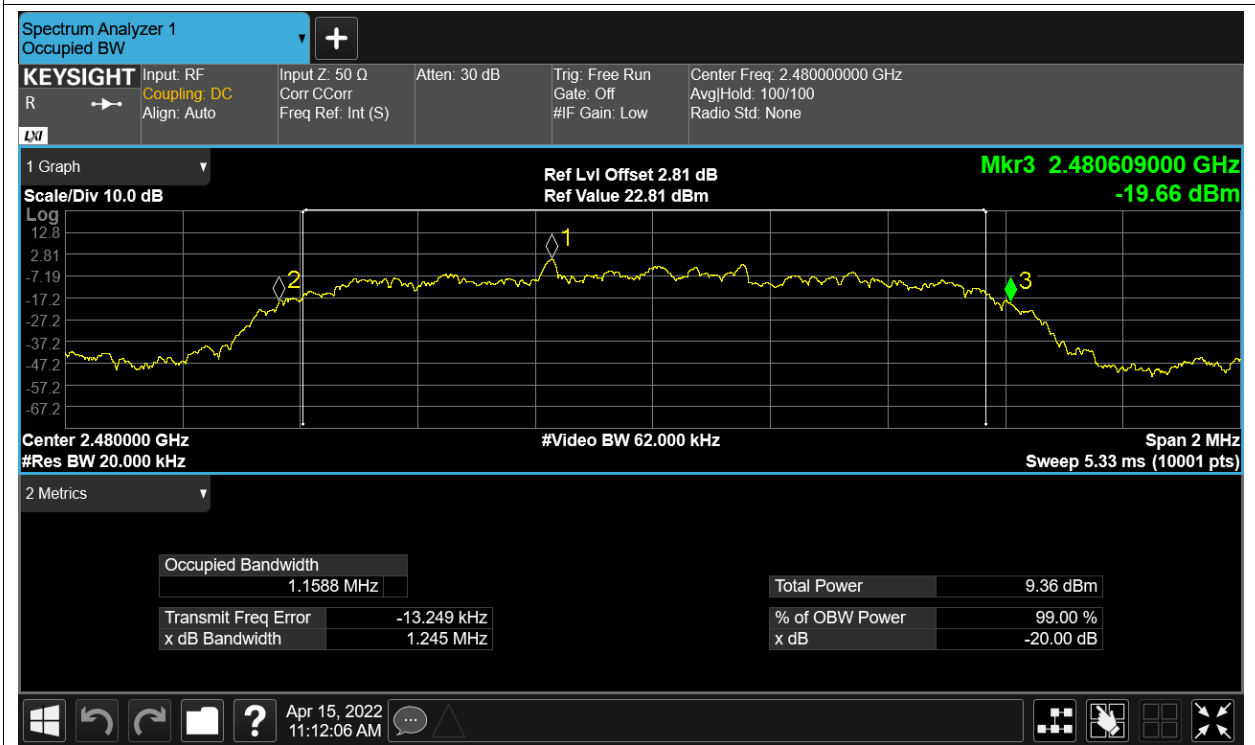 Spectrum Analyzer 1
Occupied BW
KEYSIGHT
R
LXI
Input: RF
Coupling: DC
Align: Auto
Input Z: 50 Ω
Corr CCorr
Freq Ref: Int (S)
Atten: 30 dB
Trig: Free Run
Gate: Off
#IF Gain: Low
Center Freq: 2.480000000 GHz
Avg|Hold: 100/100
Radio Std: None
1 Graph
Scale/Div 10.0 dB
Ref Lvl Offset 2.81 dB
Ref Value 22.81 dBm
Mkr3 2.480609000 GHz
-19.66 dBm
Log
12.8
2.81
-7.19
-17.2
-27.2
-37.2
-47.2
-57.2
-67.2
1
2
3
Center 2.480000 GHz
#Video BW 62.000 kHz
Span 2 MHz
#Res BW 20.000 kHz
Sweep 5.33 ms (10001 pts)
2 Metrics
Occupied Bandwidth
1.1588 MHz
Transmit Freq Error -13.249 kHz
x dB Bandwidth 1.245 MHz
Total Power 9.36 dBm
% of OBW Power 99.00 %
x dB -20.00 dB
?
Apr 15, 2022
11:12:06 AM